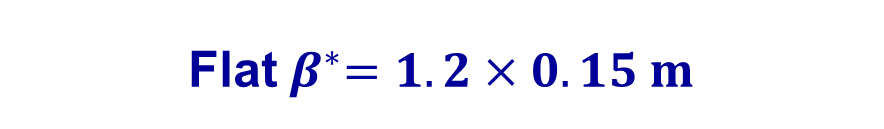 Flat β*= 1.2 × 0.15 m